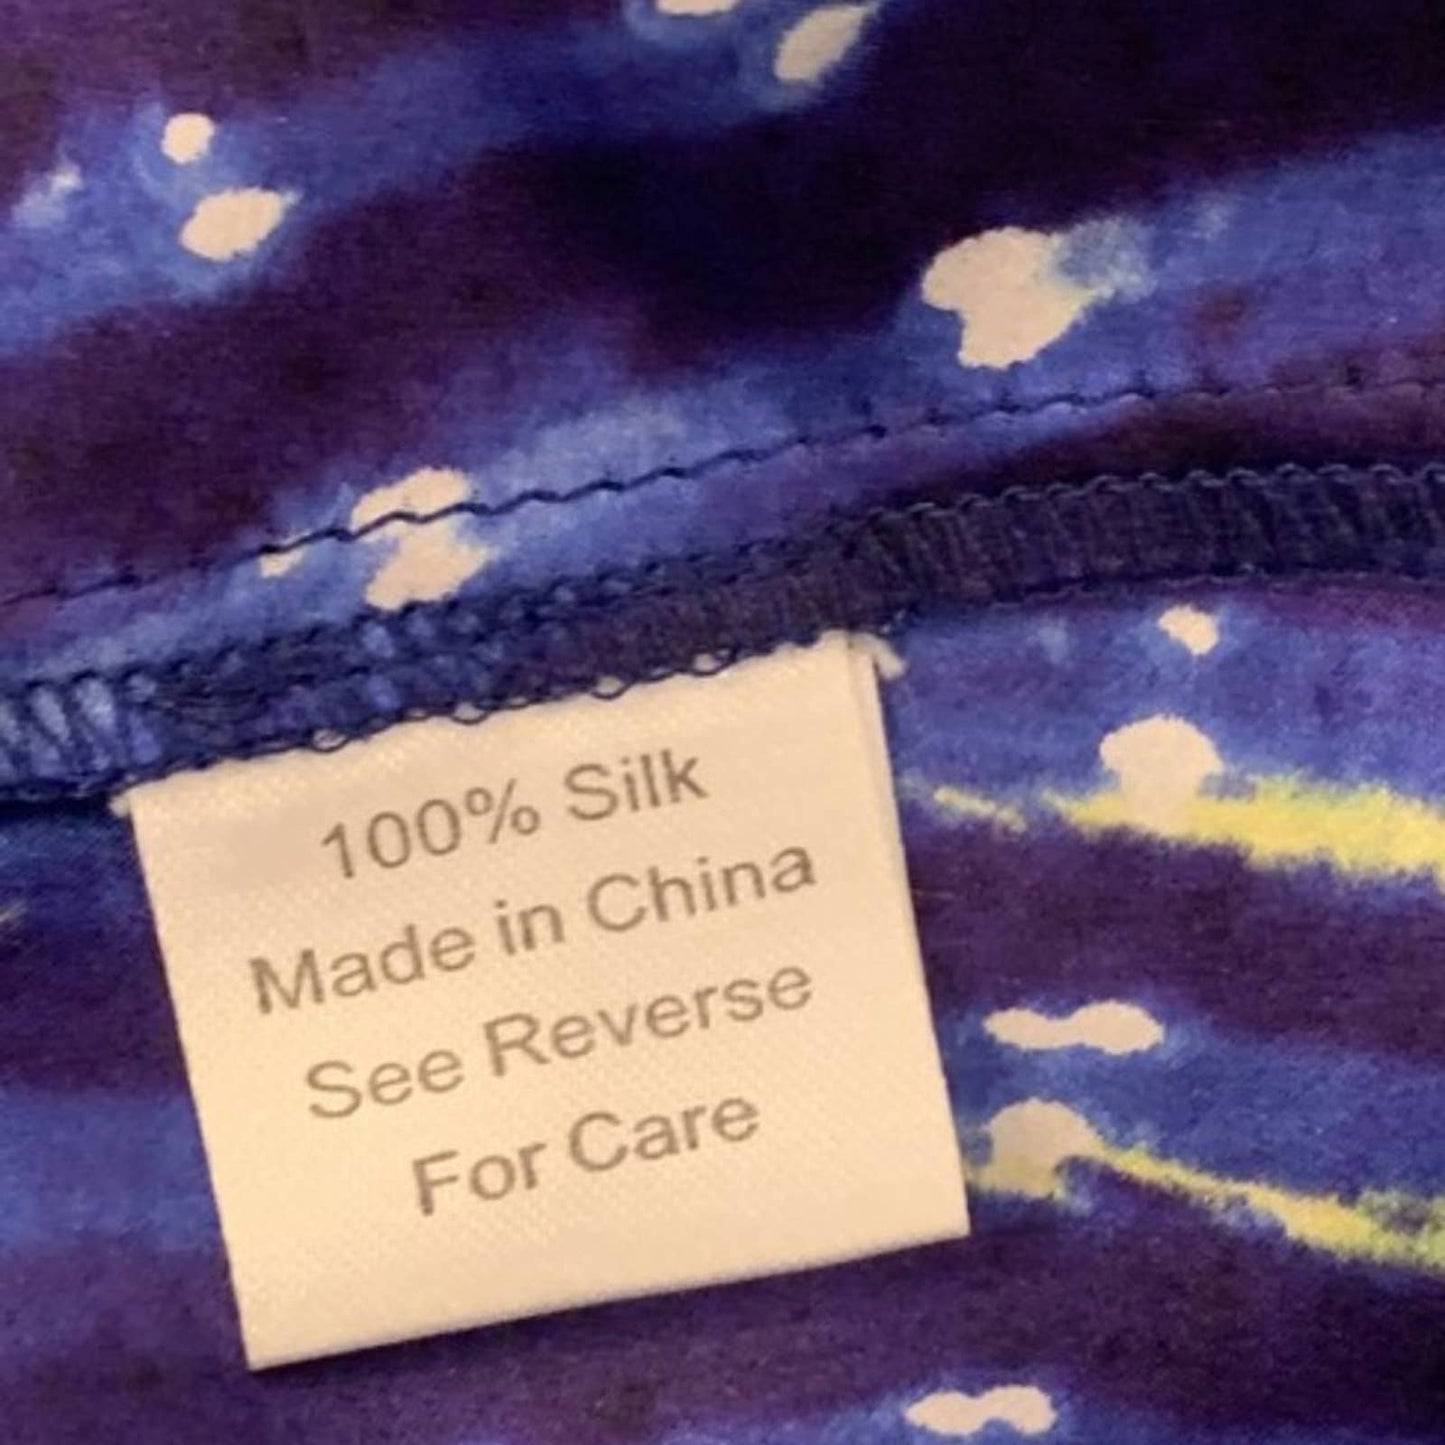 100% Silk
Made in China
See Reverse
For Care